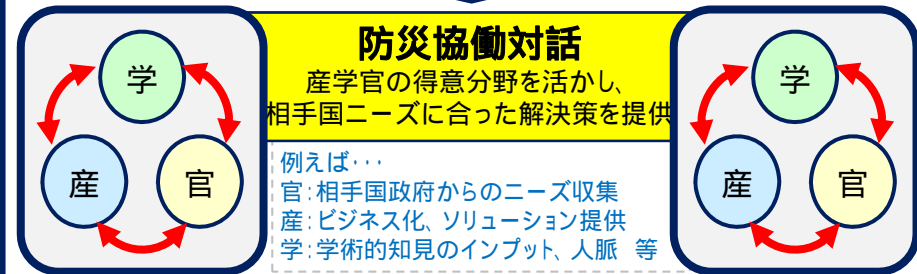 学
産
官
防災協働対話
産学官の得意分野を活かし、
相手国ニーズに合った解決策を提供
例えば･･･
官:相手国政府からのニーズ収集
産:ビジネス化、ソリューション提供
学:学術的知見のインプット、人脈 等
学
産
官